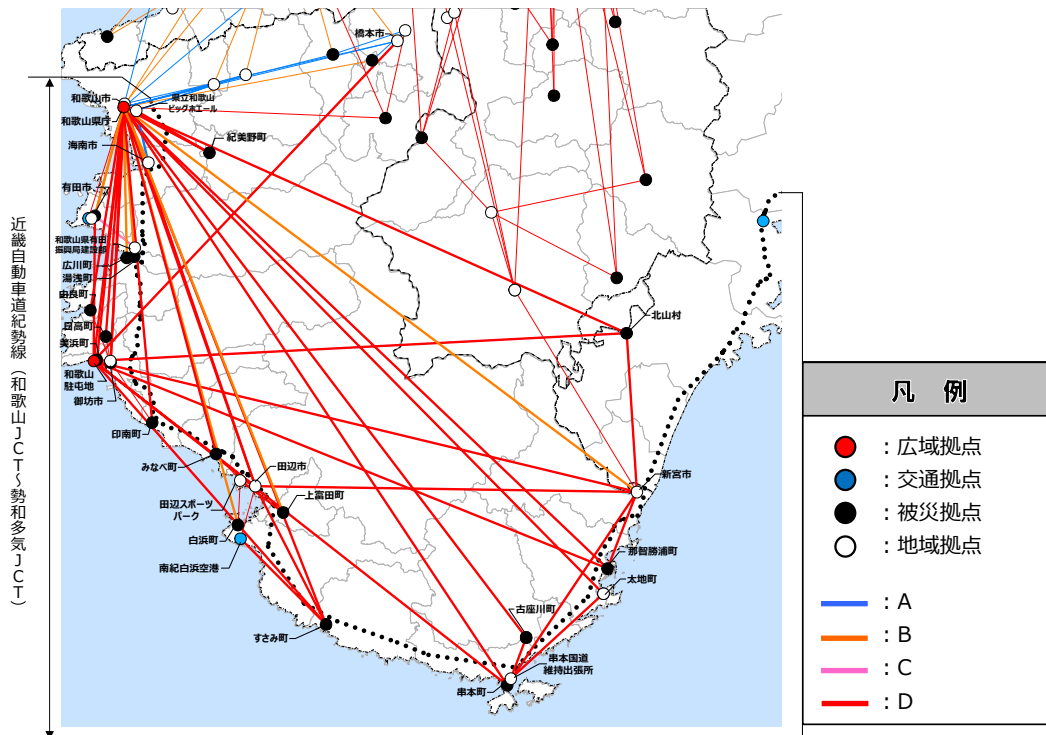 橋本市
和歌山市
県立和歌山
ビッグホエール
和歌山県庁
紀美野町
海南市
有田市
和歌山県有田
振興局建設部
広川町
湯浅町
由良町
日高町
美浜町
和歌山
駐屯地
御坊市
印南町
みなべ町
田辺市
田辺スポーツ
パーク
上富田町
白浜町
南紀白浜空港
すさみ町
北山村
新宮市
那智勝浦町
太地町
古座川町
串本国道
維持出張所
串本町
近畿自動車道紀勢線（和歌山JCT～勢和多気JCT）
凡 例
：広域拠点
：交通拠点
：被災拠点
：地域拠点
：A
：B
：C
：D